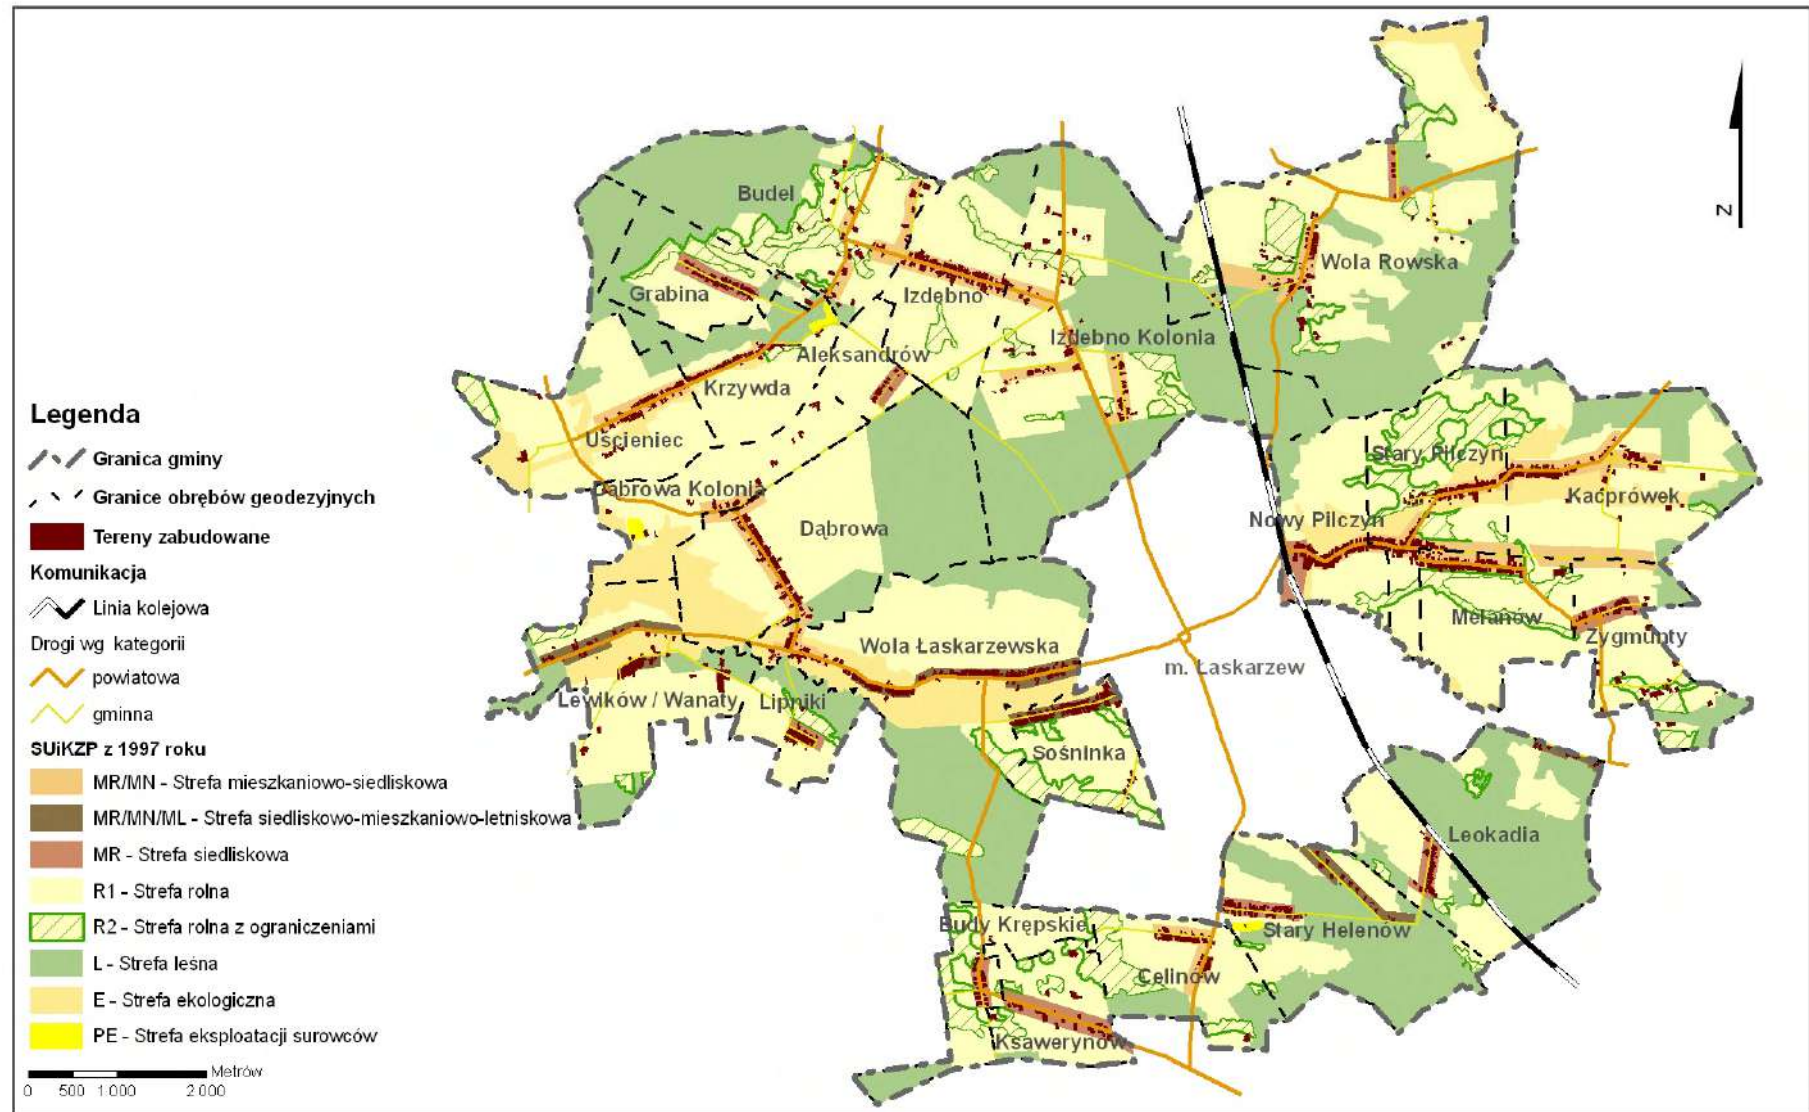 Budel
Grabina
Izdębno
Wola Rowska
Izdebno Kolonia
Aleksandrów
Krzywda
Uścieniec
Dąbrowa Kolonia
Dąbrowa
Stary Pilczyn
Kacprówek
Nowy Pilczyn
Melanów
Zygmunty
Wola Łaskarzewska
m. Łaskarzew
Lewików / Wanaty
Lipniki
Sośninka
Leokadia
Budy Krępskie
Stary Helenów
Celinów
Ksawerynów
Z
Legenda
Granica gminy
Granice obrębów geodezyjnych
Tereny zabudowane
Komunikacja
Linia kolejowa
Drogi wg kategorii
powiatowa
gminna
SUiKZP z 1997 roku
MR/MN - Strefa mieszkaniowo-siedliskowa
MR/MN/ML - Strefa siedliskowo-mieszkaniowo-letniskowa
MR - Strefa siedliskowa
R1 - Strefa rolna
R2 - Strefa rolna z ograniczeniami
L - Strefa leśna
E - Strefa ekologiczna
PE - Strefa eksploatacji surowców
Metrów
0 500 1 000 2 000